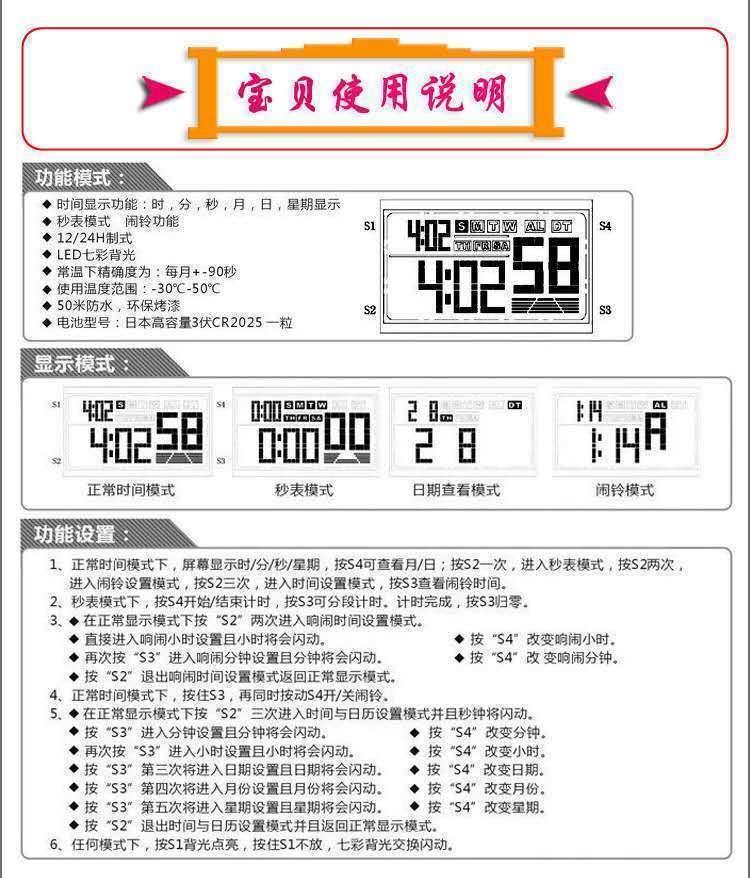 宝贝使用说明
功能模式：
◆ 时间显示功能：时，分，秒，月，日，星期显示
◆ 秒表模式 闹铃功能
◆ 12/24H制式
◆ LED七彩背光
◆ 常温下精确度为：每月+-90秒
◆ 使用温度范围：-30℃-50℃
◆ 50米防水，环保烤漆
◆ 电池型号：日本高容量3伏CR2025 一粒
S1
S2
S4
S3
4:02 S M T W AL DT
TH FR SA
4:02 58
显示模式：
S1
S2
4:02 S M T W AL DT
4:02 58
S4
S3
0:00 S M T W
TH FR SA
0:00 00
2 8 DT
TH
2 8
1:14 AL
1:14 A
正常时间模式
秒表模式
日期查看模式
闹铃模式
功能设置：
1、正常时间模式下，屏幕显示时/分/秒/星期，按S4可查看月/日；按S2一次，进入秒表模式，按S2两次，
进入闹铃设置模式，按S2三次，进入时间设置模式，按S3查看闹铃时间。
2、秒表模式下，按S4开始/结束计时，按S3可分段计时。计时完成，按S3归零。
3、◆ 在正常显示模式下按“S2”两次进入响闹时间设置模式。
◆ 直接进入响闹小时设置且小时将会闪动。 ◆ 按“S4”改变响闹小时。
◆ 再次按“S3”进入响闹分钟设置且分钟将会闪动。 ◆ 按“S4”改 变响闹分钟。
◆ 按“S2”退出响闹时间设置模式返回正常显示模式。
4、正常时间模式下，按住S3，再同时按动S4开/关闹铃。
5、◆ 在正常显示模式下按“S2”三次进入时间与日历设置模式并且秒钟将闪动。
◆ 按“S3”进入分钟设置且分钟将会闪动。 ◆ 按“S4”改变分钟。
◆ 再次按“S3”进入小时设置且小时将会闪动。 ◆ 按“S4”改变小时。
◆ 按“S3”第三次将进入日期设置且日期将会闪动。 ◆ 按“S4”改变日期。
◆ 按“S3”第四次将进入月份设置且月份将会闪动。 ◆ 按“S4”改变月份。
◆ 按“S3”第五次将进入星期设置且星期将会闪动。 ◆ 按“S4”改变星期。
◆ 按“S2”退出时间与日历设置模式并且返回正常显示模式。
6、任何模式下，按S1背光点亮，按住S1不放，七彩背光交换闪动。